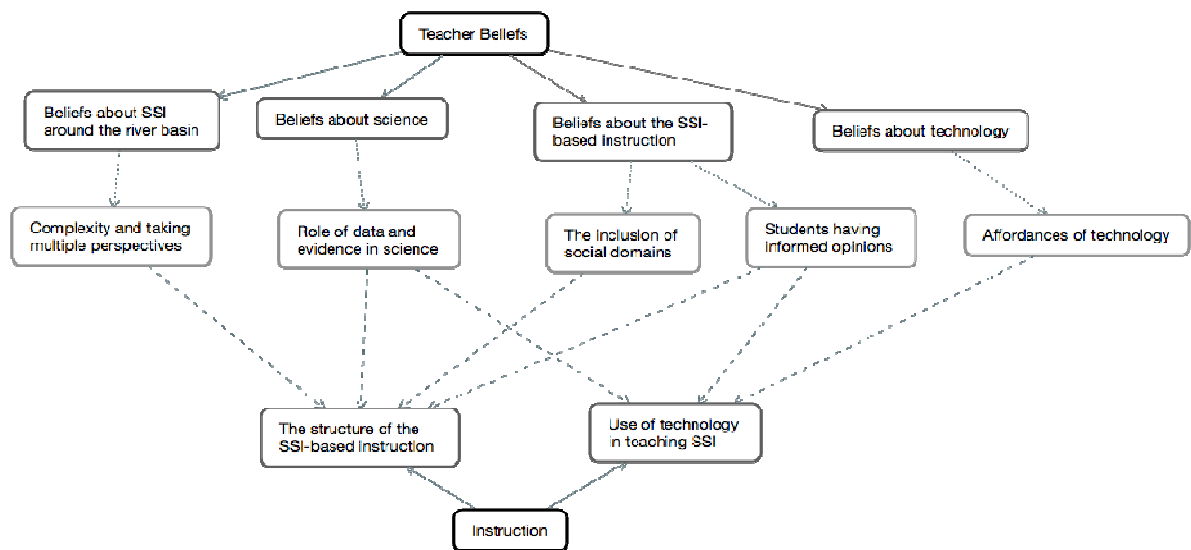 Teacher Beliefs
Beliefs about SSI
around the river basin
Beliefs about science
Beliefs about the SSI-
based instruction
Beliefs about technology
Complexity and taking
multiple perspectives
Role of data and
evidence in science
The inclusion of
social domains
Students having
informed opinions
Affordances of technology
The structure of the
SSI-based instruction
Use of technology
in teaching SSI
Instruction